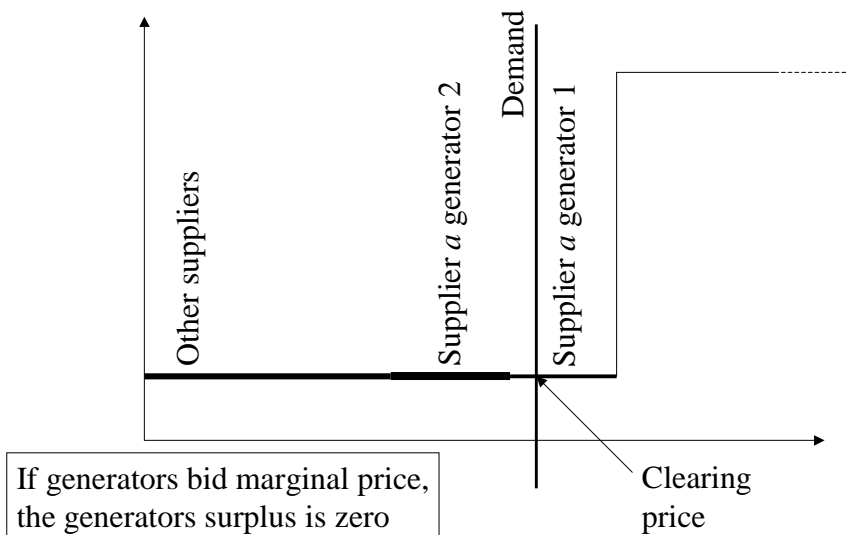 Other suppliers
Supplier a generator 2
Demand
Supplier a generator 1
If generators bid marginal price,
the generators surplus is zero
Clearing
price